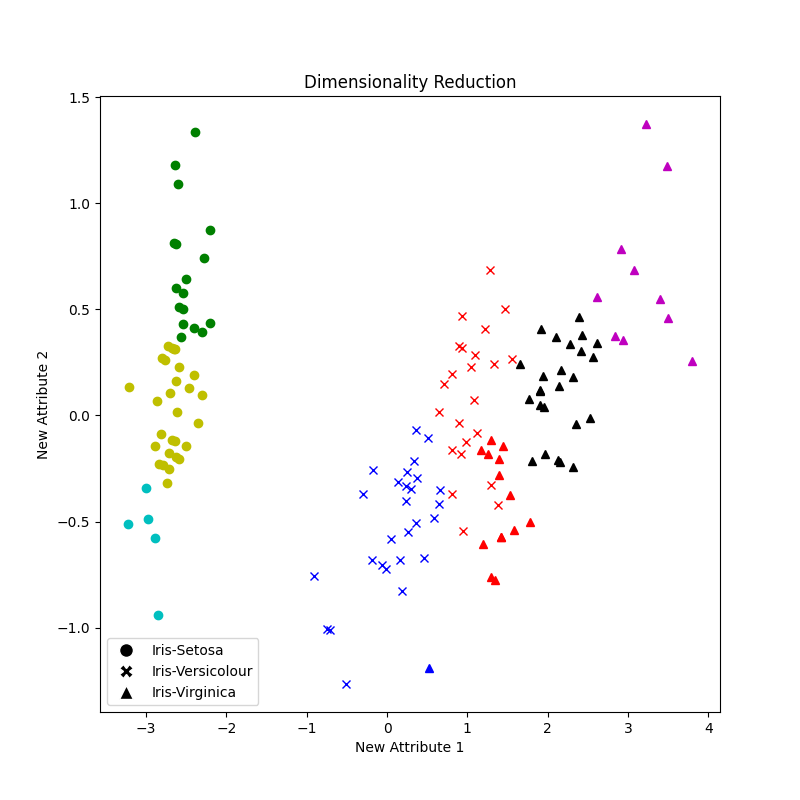 Dimensionality Reduction
1.5
1.0
0.5
0.0
−0.5
−1.0
New Attribute 2
Iris-Setosa
Iris-Versicolour
Iris-Virginica
−3 −2 −1 0 1 2 3 4
New Attribute 1